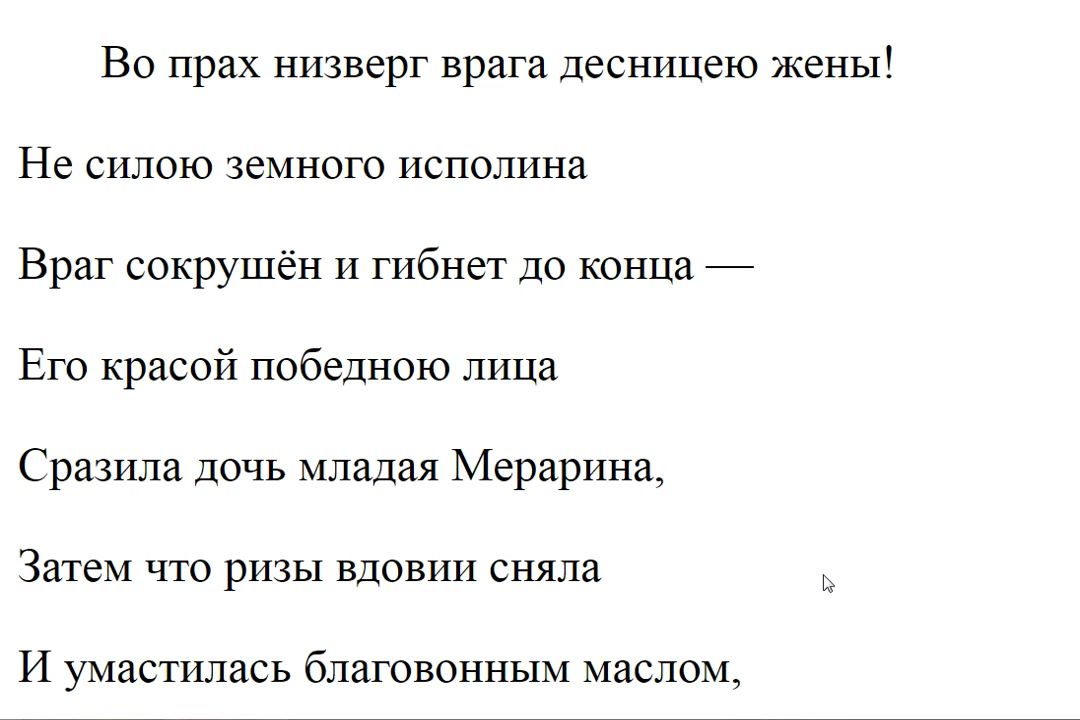 Во прах низверг врага десницею жены!
Не силою земного исполина
Враг сокрушён и гибнет до конца —
Его красой победною лица
Сразила дочь младая Мерарина,
Затем что ризы вдовии сняла
И умастилась благовонным маслом,